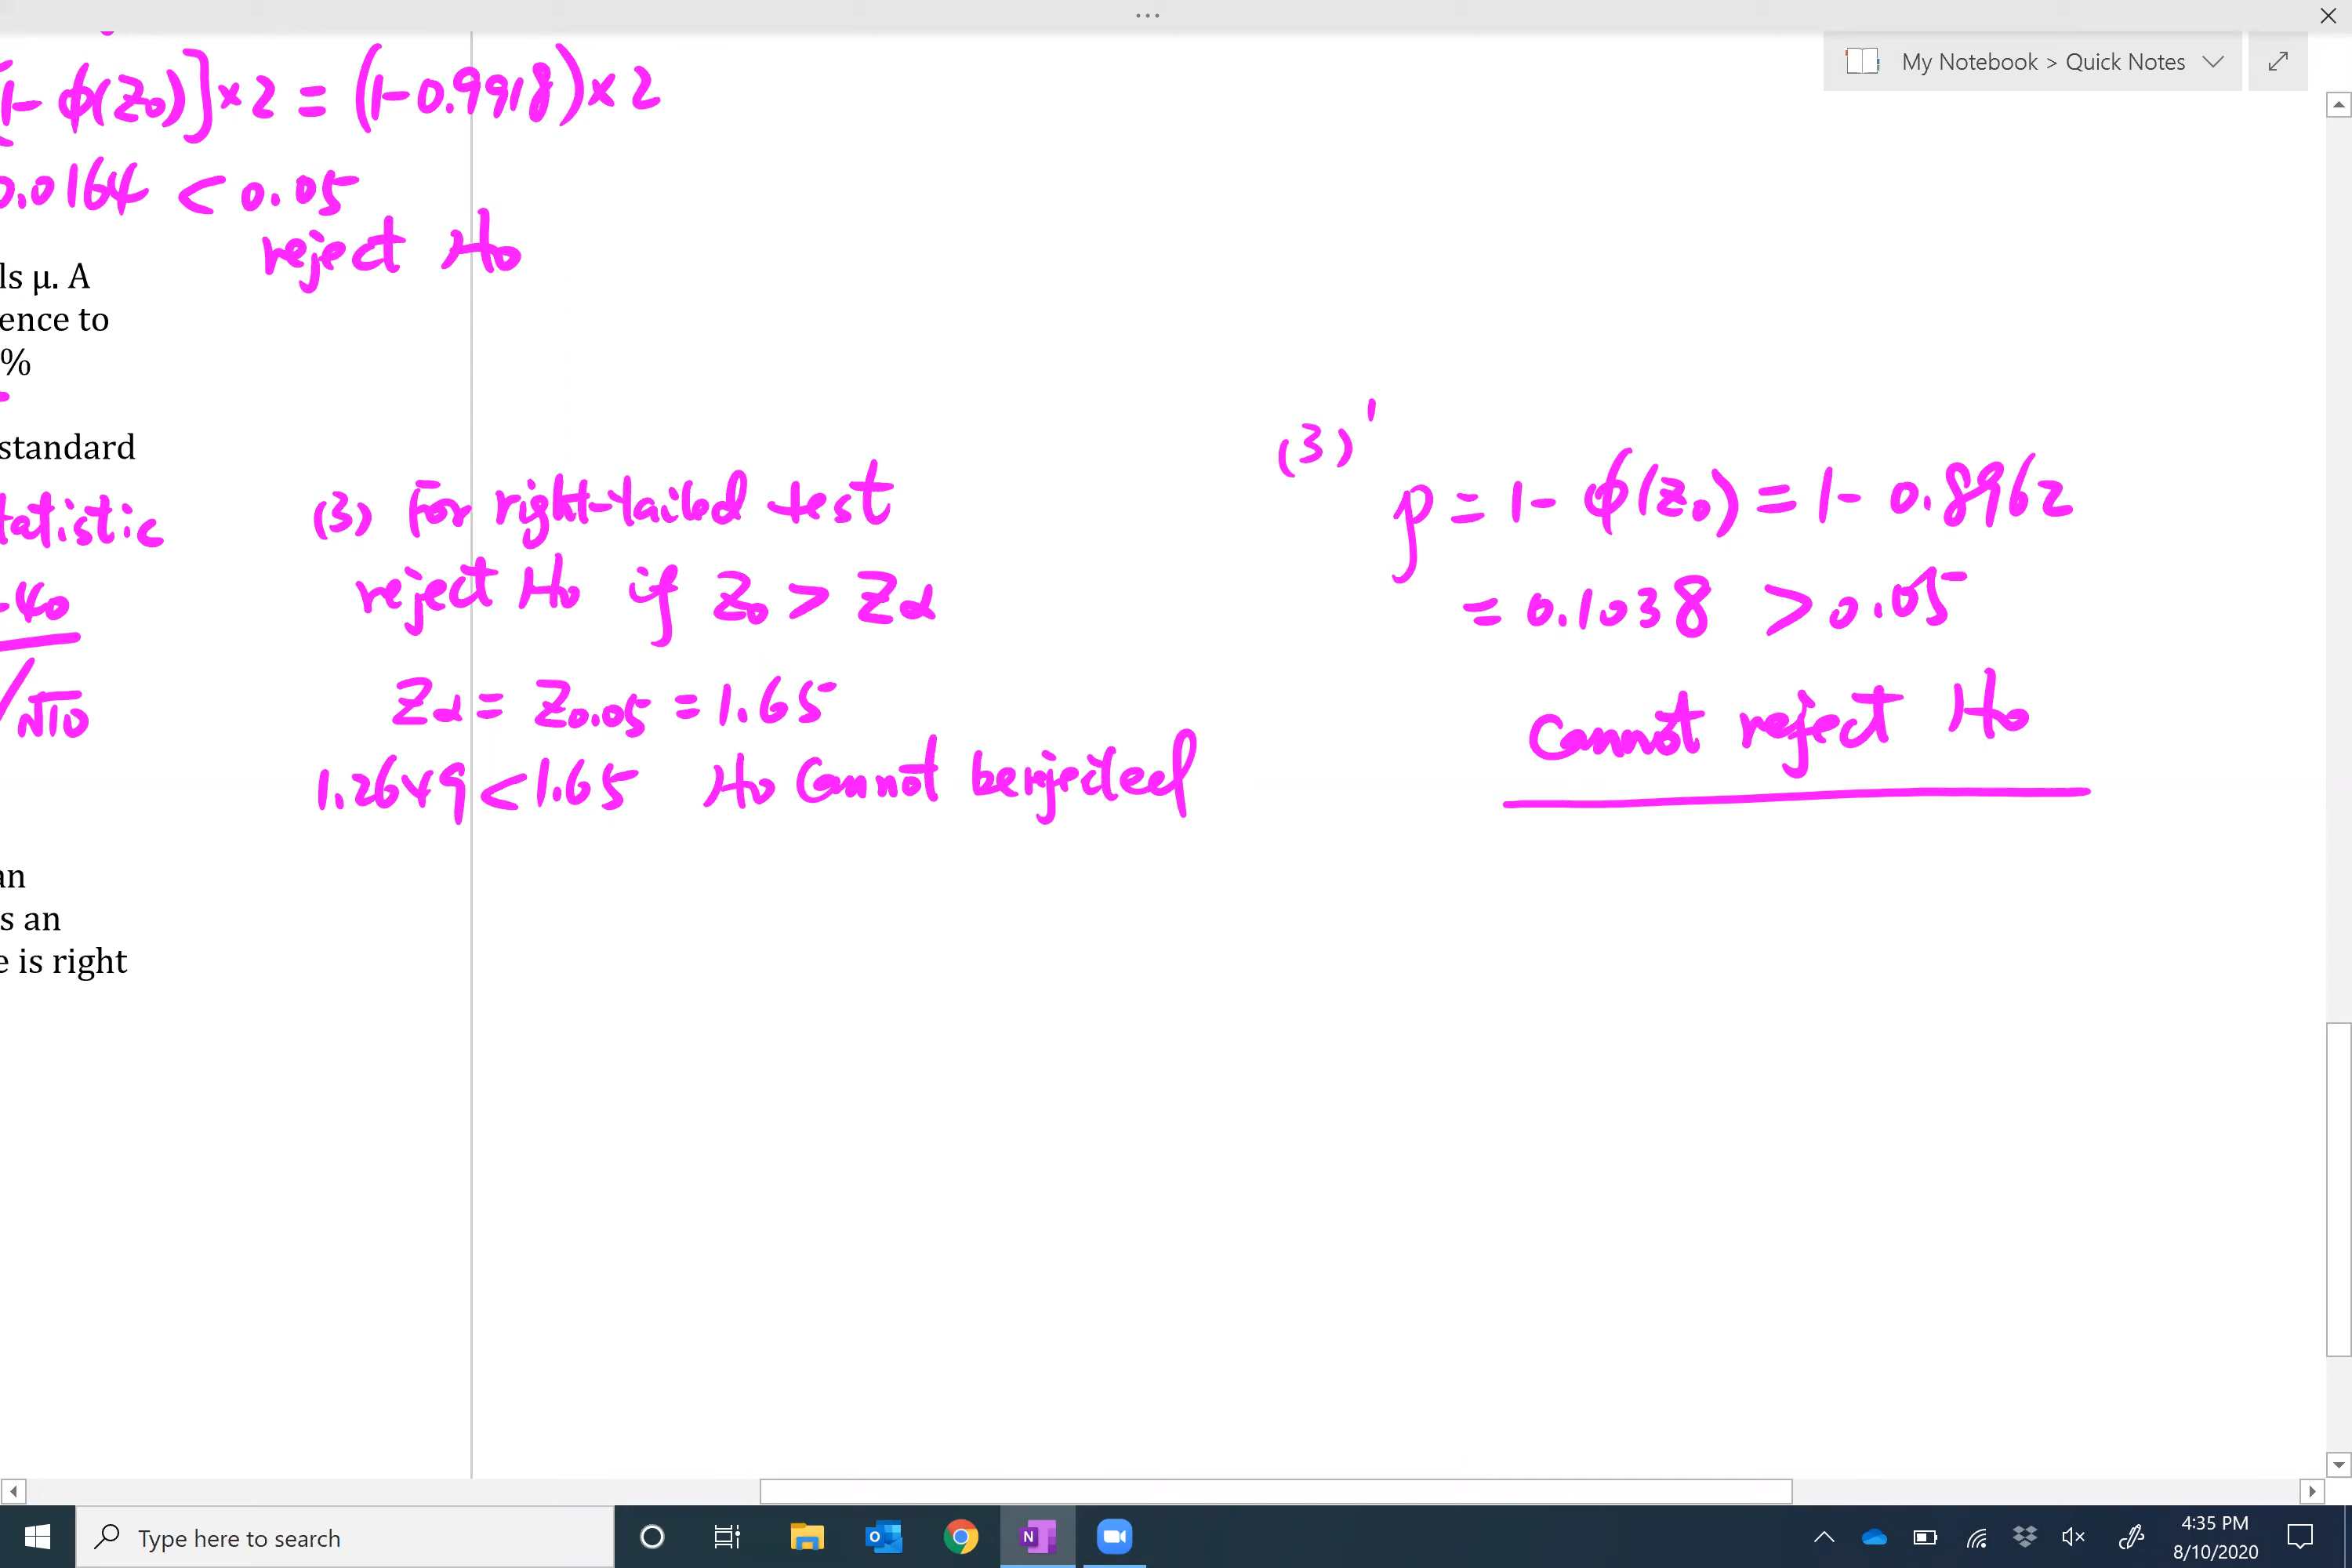 My Notebook > Quick Notes
1- ϕ(Z₀)]×2 = (1-0.9918)×2
0.0164 < 0.05
reject H₀
ls μ. A
ence to
%
standard
tatistic
-40
/√10
(3) For right-tailed test
reject H₀ if Z₀ > Zα
Zα = Z0.05 = 1.65
1.2649 < 1.65 H₀ cannot be rejected
(3)'
p = 1- ϕ(Z₀) = 1- 0.8962
= 0.1038 > 0.05
cannot reject H₀
an
s an
e is right
Type here to search
4:35 PM
8/10/2020